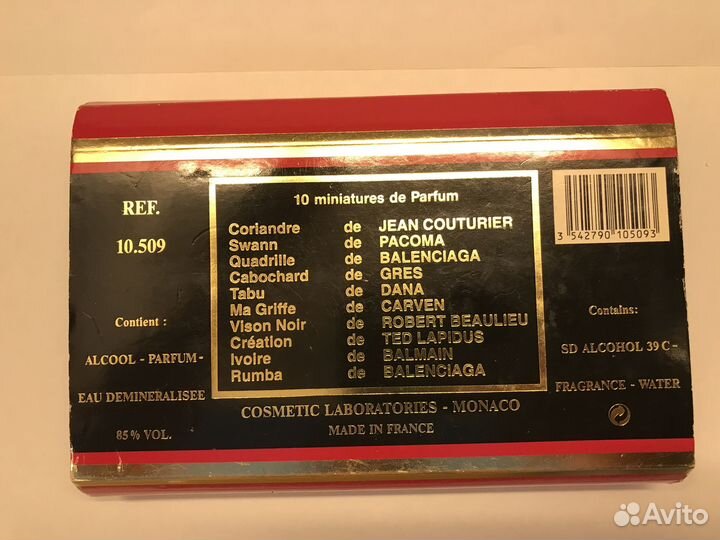 REF.
10.509
Contient :
ALCOOL - PARFUM -
EAU DEMINERALISEE
85% VOL.
10 miniatures de Parfum
Coriandre de JEAN COUTURIER
Swann de PACOMA
Quadrille de BALENCIAGA
Cabochard de GRES
Tabu de DANA
Ma Griffe de CARVEN
Vison Noir de ROBERT BEAULIEU
Création de TED LAPIDUS
Ivoire de BALMAIN
Rumba de BALENCIAGA
COSMETIC LABORATORIES - MONACO
MADE IN FRANCE
3 542790 105093
Contains:
SD ALCOHOL 39 C -
FRAGRANCE - WATER
Avito